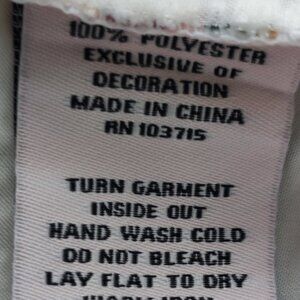 100% POLYESTER
EXCLUSIVE OF
DECORATION
MADE IN CHINA
RN 103715
TURN GARMENT
INSIDE OUT
HAND WASH COLD
DO NOT BLEACH
LAY FLAT TO DRY